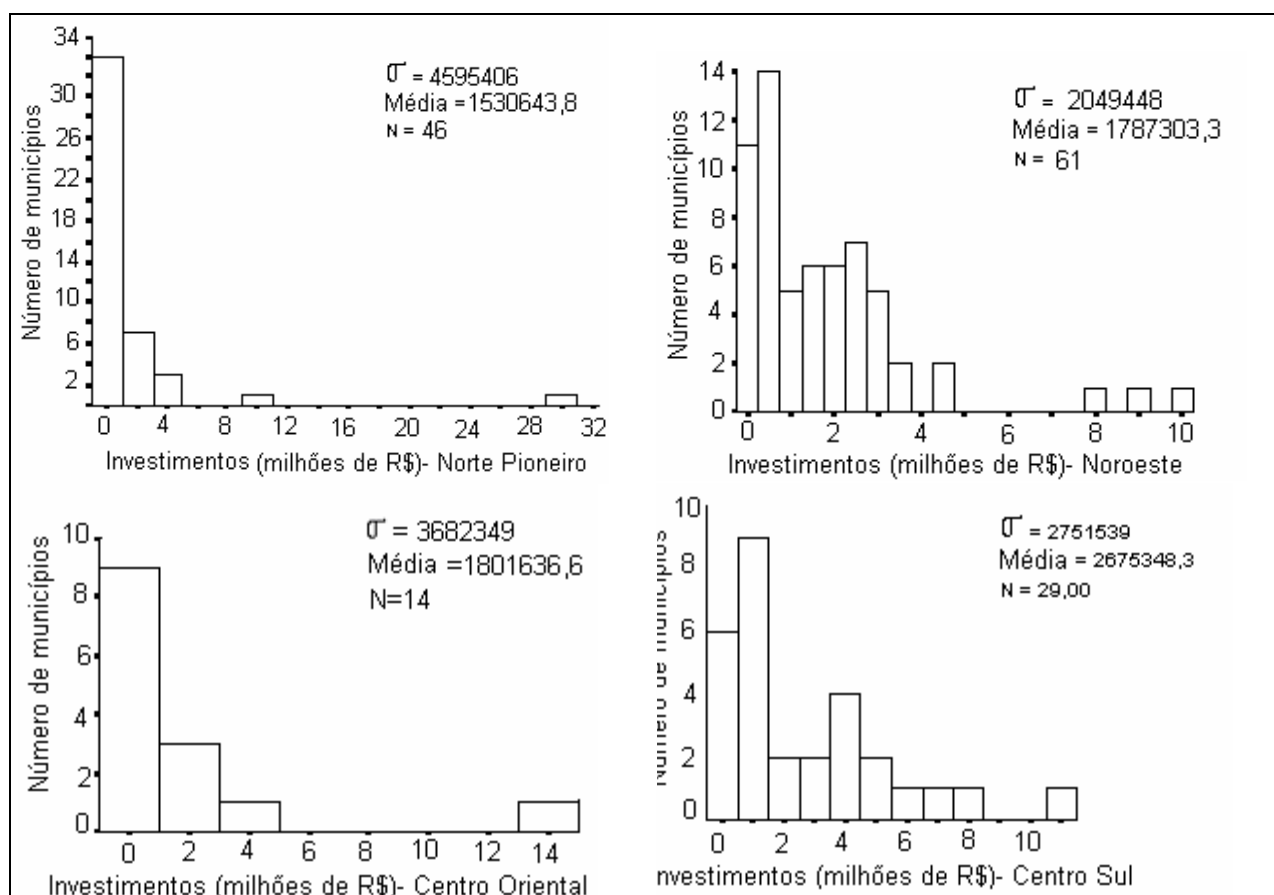 34
30
26
22
18
14
10
6
2
Número de municípios
σ = 4595406
Média =1530643,8
N = 46
0 4 8 12 16 20 24 28 32
Investimentos (milhões de R$)- Norte Pioneiro
14
12
10
8
6
4
2
0
Número de municípios
σ = 2049448
Média = 1787303,3
N = 61
0 2 4 6 8 10
Investimentos (milhões de R$)- Noroeste
10
8
6
4
2
0
Número de municípios
σ = 3682349
Média =1801636,6
N=14
0 2 4 6 8 10 12 14
Investimentos (milhões de R$)- Centro Oriental
10
8
6
4
2
0
Número de municípios
σ = 2751539
Média = 2675348,3
N = 29,00
0 2 4 6 8 10
nvestimentos (milhões de R$)- Centro Sul